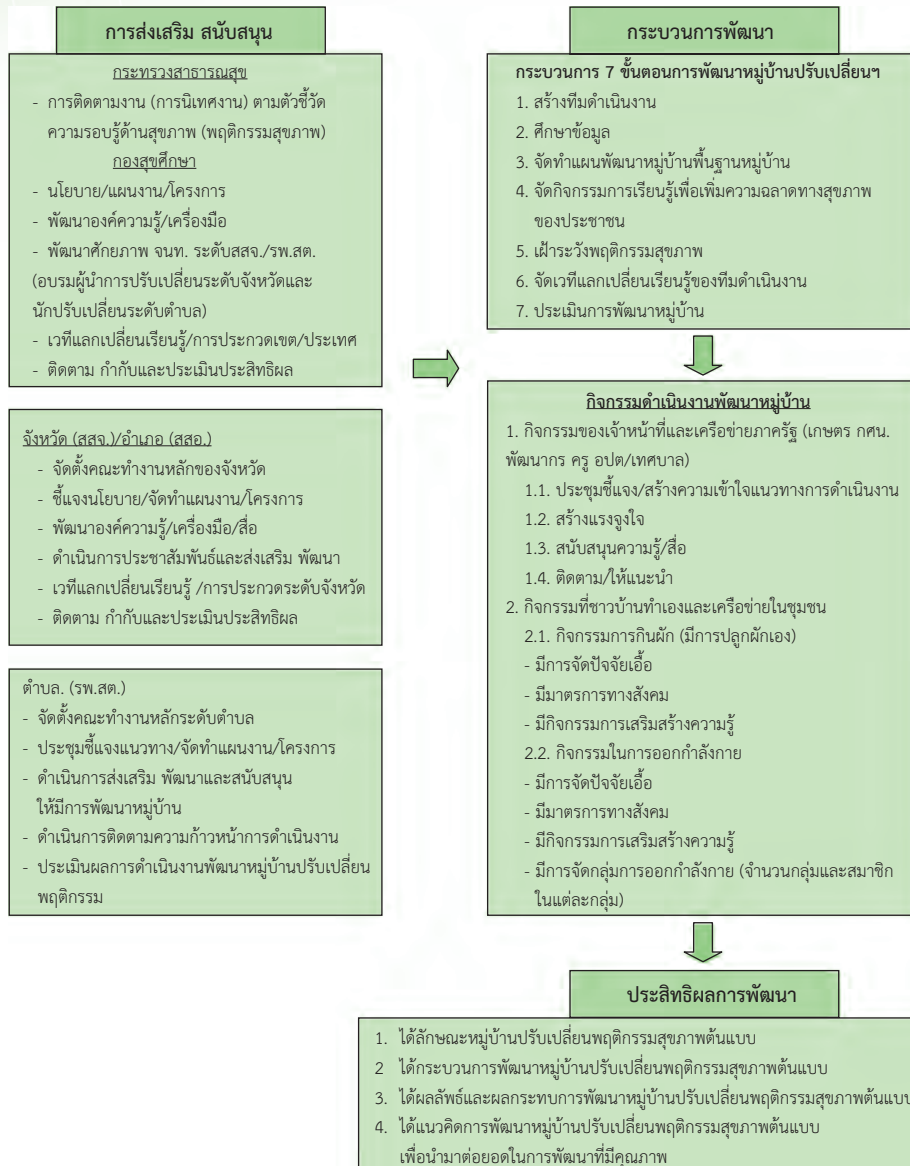 การส่งเสริม สนับสนุน
กระทรวงสาธารณสุข
- การติดตามงาน (การนิเทศงาน) ตามตัวชี้วัด
ความรอบรู้ด้านสุขภาพ (พฤติกรรมสุขภาพ)
กองสุขศึกษา
- นโยบาย/แผนงาน/โครงการ
- พัฒนาองค์ความรู้/เครื่องมือ
- พัฒนาศักยภาพ จนท. ระดับสสจ./รพ.สต.
(อบรมผู้นำการปรับเปลี่ยนระดับจังหวัดและ
นักปรับเปลี่ยนระดับตำบล)
- เวทีแลกเปลี่ยนเรียนรู้/การประกวดเขต/ประเทศ
- ติดตาม กำกับและประเมินประสิทธิผล
จังหวัด (สสจ.)/อำเภอ (สสอ.)
- จัดตั้งคณะทำงานหลักของจังหวัด
- ชี้แจงนโยบาย/จัดทำแผนงาน/โครงการ
- พัฒนาองค์ความรู้/เครื่องมือ/สื่อ
- ดำเนินการประชาสัมพันธ์และส่งเสริม พัฒนา
- เวทีแลกเปลี่ยนเรียนรู้ /การประกวดระดับจังหวัด
- ติดตาม กำกับและประเมินประสิทธิผล
ตำบล. (รพ.สต.)
- จัดตั้งคณะทำงานหลักระดับตำบล
- ประชุมชี้แจงแนวทาง/จัดทำแผนงาน/โครงการ
- ดำเนินการส่งเสริม พัฒนาและสนับสนุน
ให้มีการพัฒนาหมู่บ้าน
- ดำเนินการติดตามความก้าวหน้าการดำเนินงาน
- ประเมินผลการดำเนินงานพัฒนาหมู่บ้านปรับเปลี่ยน
พฤติกรรม
กระบวนการพัฒนา
กระบวนการ 7 ขั้นตอนการพัฒนาหมู่บ้านปรับเปลี่ยนฯ
1. สร้างทีมดำเนินงาน
2. ศึกษาข้อมูล
3. จัดทำแผนพัฒนาหมู่บ้านพื้นฐานหมู่บ้าน
4. จัดกิจกรรมการเรียนรู้เพื่อเพิ่มความฉลาดทางสุขภาพ
ของประชาชน
5. เฝ้าระวังพฤติกรรมสุขภาพ
6. จัดเวทีแลกเปลี่ยนเรียนรู้ของทีมดำเนินงาน
7. ประเมินการพัฒนาหมู่บ้าน
กิจกรรมดำเนินงานพัฒนาหมู่บ้าน
1. กิจกรรมของเจ้าหน้าที่และเครือข่ายภาครัฐ (เกษตร กศน.
พัฒนากร ครู อปต/เทศบาล)
1.1. ประชุมชี้แจง/สร้างความเข้าใจแนวทางการดำเนินงาน
1.2. สร้างแรงจูงใจ
1.3. สนับสนุนความรู้/สื่อ
1.4. ติดตาม/ให้แนะนำ
2. กิจกรรมที่ชาวบ้านทำเองและเครือข่ายในชุมชน
2.1. กิจกรรมการกินผัก (มีการปลูกผักเอง)
- มีการจัดปัจจัยเอื้อ
- มีมาตรการทางสังคม
- มีกิจกรรมการเสริมสร้างความรู้
2.2. กิจกรรมในการออกกำลังกาย
- มีการจัดปัจจัยเอื้อ
- มีมาตรการทางสังคม
- มีกิจกรรมการเสริมสร้างความรู้
- มีการจัดกลุ่มการออกกำลังกาย (จำนวนกลุ่มและสมาชิก
ในแต่ละกลุ่ม)
ประสิทธิผลการพัฒนา
1. ได้ลักษณะหมู่บ้านปรับเปลี่ยนพฤติกรรมสุขภาพต้นแบบ
2 ได้กระบวนการพัฒนาหมู่บ้านปรับเปลี่ยนพฤติกรรมสุขภาพต้นแบบ
3. ได้ผลลัพธ์และผลกระทบการพัฒนาหมู่บ้านปรับเปลี่ยนพฤติกรรมสุขภาพต้นแบบ
4. ได้แนวคิดการพัฒนาหมู่บ้านปรับเปลี่ยนพฤติกรรมสุขภาพต้นแบบ
เพื่อนำมาต่อยอดในการพัฒนาที่มีคุณภาพ